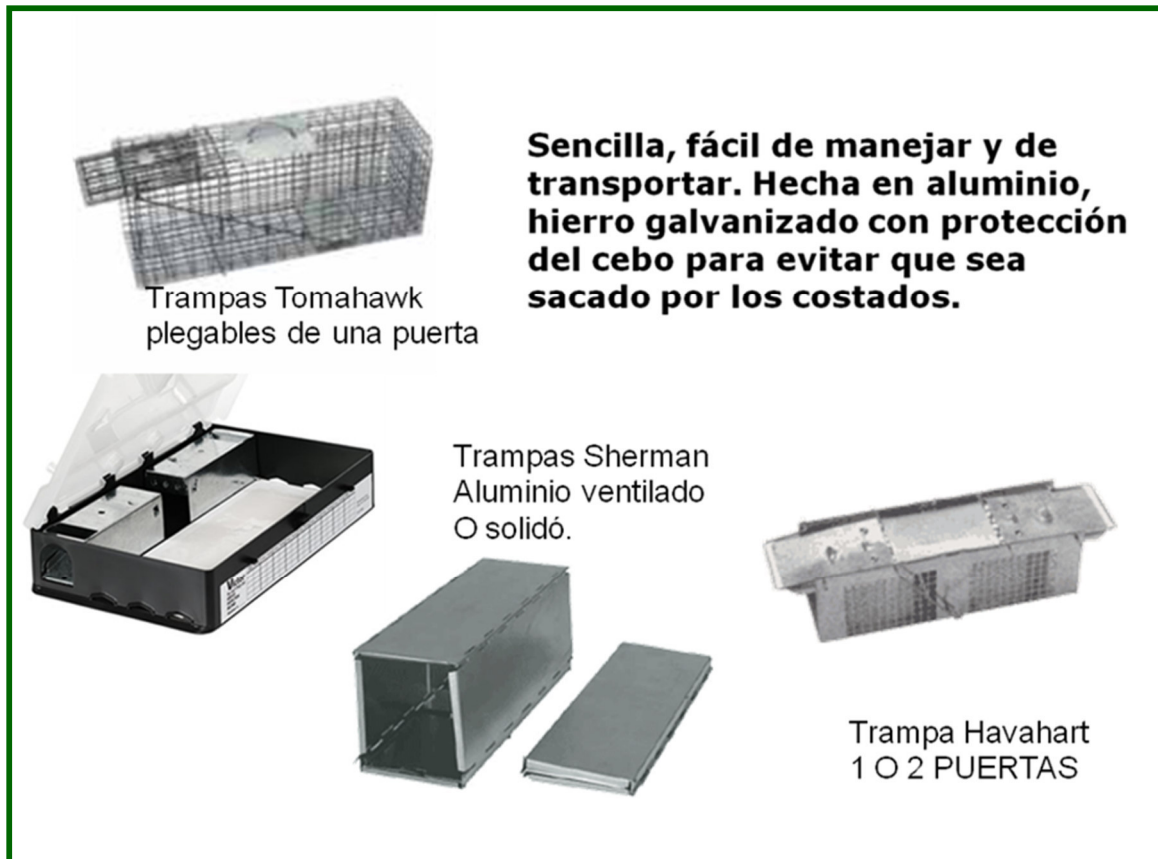 Sencilla, fácil de manejar y de
transportar. Hecha en aluminio,
hierro galvanizado con protección
del cebo para evitar que sea
sacado por los costados.
Trampas Tomahawk
plegables de una puerta
Trampas Sherman
Aluminio ventilado
O solidó.
Victor
Trampa Havahart
1 O 2 PUERTAS